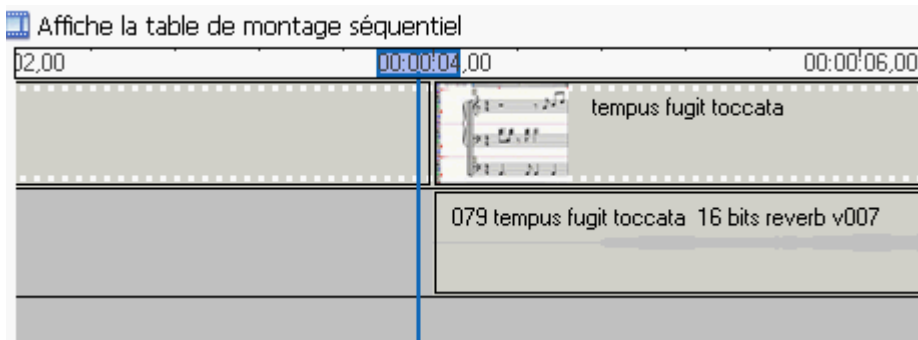 Affiche la table de montage séquentiel
02,00 00:00:04,00 00:00:06,00
tempus fugit toccata
079 tempus fugit toccata 16 bits reverb v007